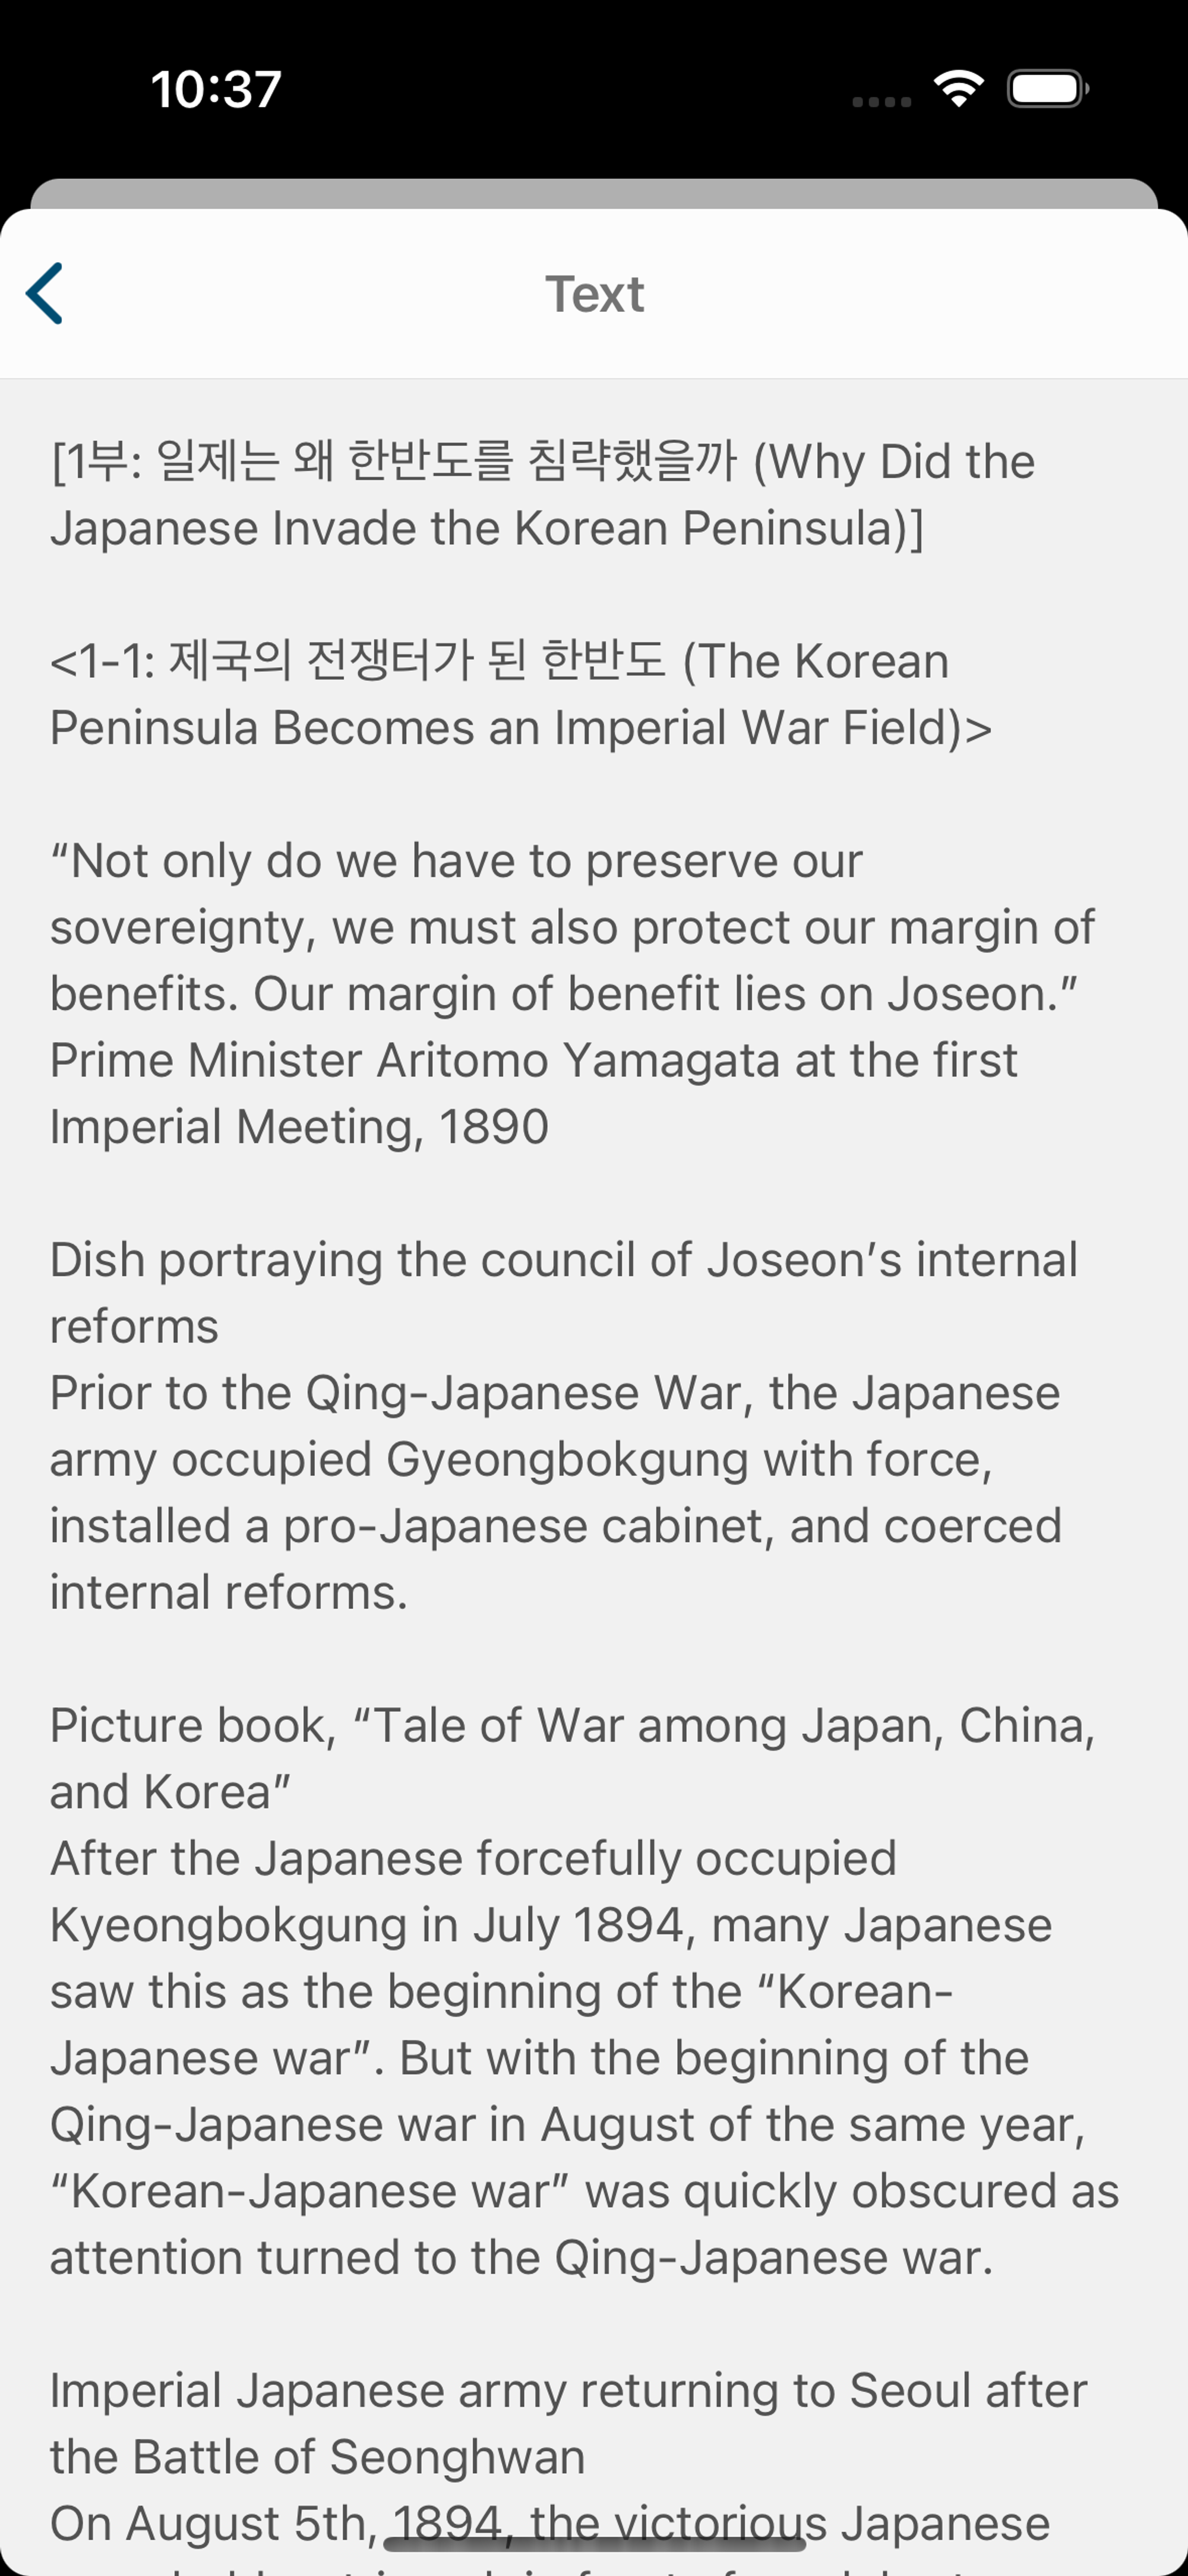 10:37
Text
[1부: 일제는 왜 한반도를 침략했을까 (Why Did the
Japanese Invade the Korean Peninsula)]
<1-1: 제국의 전쟁터가 된 한반도 (The Korean
Peninsula Becomes an Imperial War Field)>
“Not only do we have to preserve our
sovereignty, we must also protect our margin of
benefits. Our margin of benefit lies on Joseon.”
Prime Minister Aritomo Yamagata at the first
Imperial Meeting, 1890
Dish portraying the council of Joseon’s internal
reforms
Prior to the Qing-Japanese War, the Japanese
army occupied Gyeongbokgung with force,
installed a pro-Japanese cabinet, and coerced
internal reforms.
Picture book, “Tale of War among Japan, China,
and Korea”
After the Japanese forcefully occupied
Kyeongbokgung in July 1894, many Japanese
saw this as the beginning of the “Korean-
Japanese war”. But with the beginning of the
Qing-Japanese war in August of the same year,
“Korean-Japanese war” was quickly obscured as
attention turned to the Qing-Japanese war.
Imperial Japanese army returning to Seoul after
the Battle of Seonghwan
On August 5th, 1894, the victorious Japanese